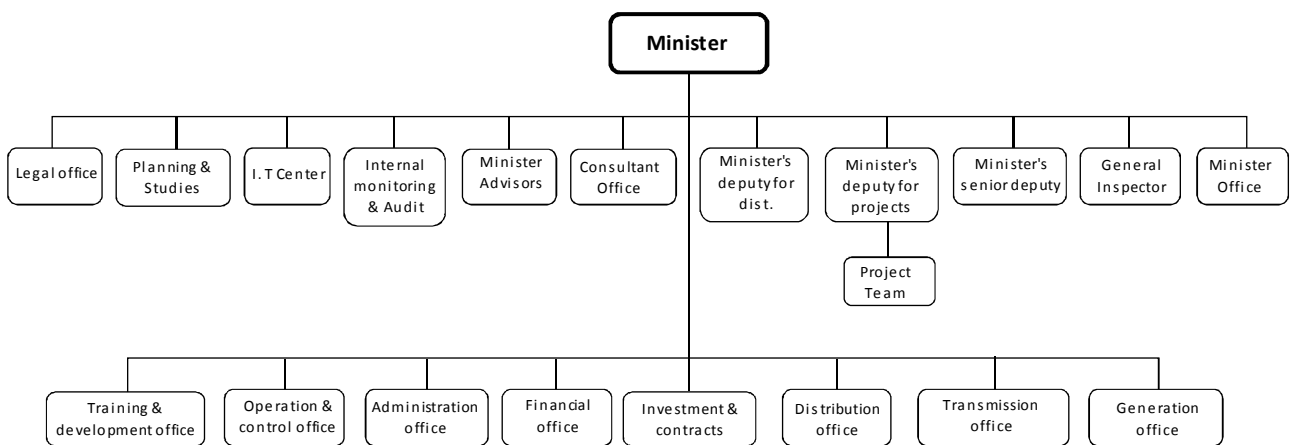 Minister
Legal office
Planning &
Studies
I.T Center
Internal
monitoring
& Audit
Minister
Advisors
Consultant
Office
Minister's
deputy for
dist.
Minister's
deputy for
projects
Minister's
senior deputy
General
Inspector
Minister
Office
Project
Team
Training &
development office
Operation &
control office
Administration
office
Financial
office
Investment &
contracts
Distribution
office
Transmission
office
Generation
office